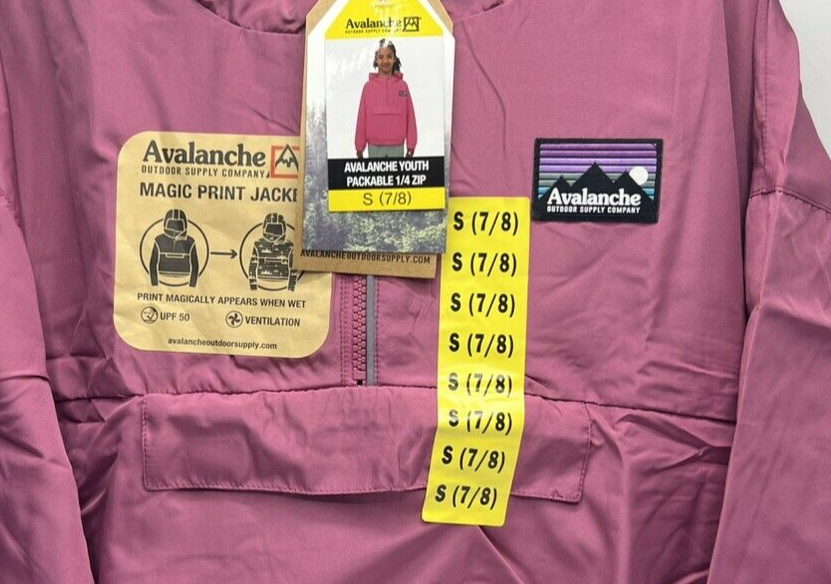 Avalanche
OUTDOOR SUPPLY COMPANY
AVALANCHE YOUTH
PACKABLE 1/4 ZIP
S (7/8)
AVALANCHEOUTDOORSUPPLY.COM
Avalanche
OUTDOOR SUPPLY COMPANY
MAGIC PRINT JACKE
PRINT MAGICALLY APPEARS WHEN WET
UPF 50
VENTILATION
avalancheoutdoorsupply.com
Avalanche
OUTDOOR SUPPLY COMPANY
S (7/8)
S (7/8)
S (7/8)
S (7/8)
S (7/8)
S (7/8)
S (7/8)
S (7/8)